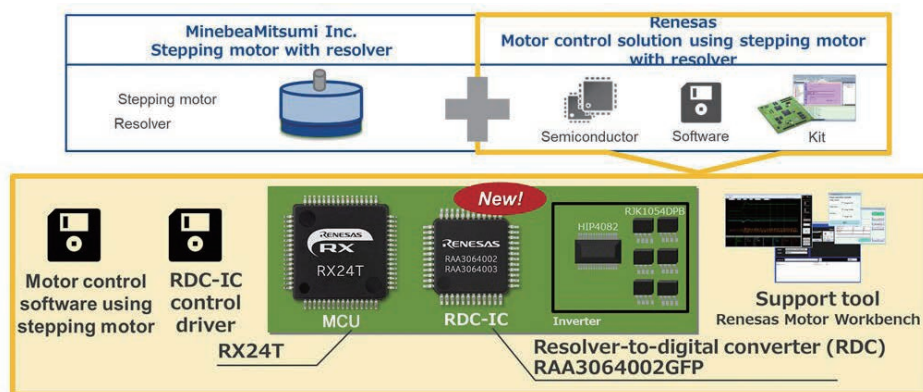 MinebeaMitsumi Inc.
Stepping motor with resolver
Renesas
Motor control solution using stepping motor
with resolver
Stepping motor
Resolver
Semiconductor
Software
Kit
New!
Motor control
software using
stepping motor
RDC-IC
control
driver
RENESAS
RX
RX24T
MCU
RENESAS
RAA3064002
RAA3064003
RDC-IC
HIP4082
RJK1054DPB
Inverter
Support tool
Renesas Motor Workbench
RX24T
Resolver-to-digital converter (RDC)
RAA3064002GFP